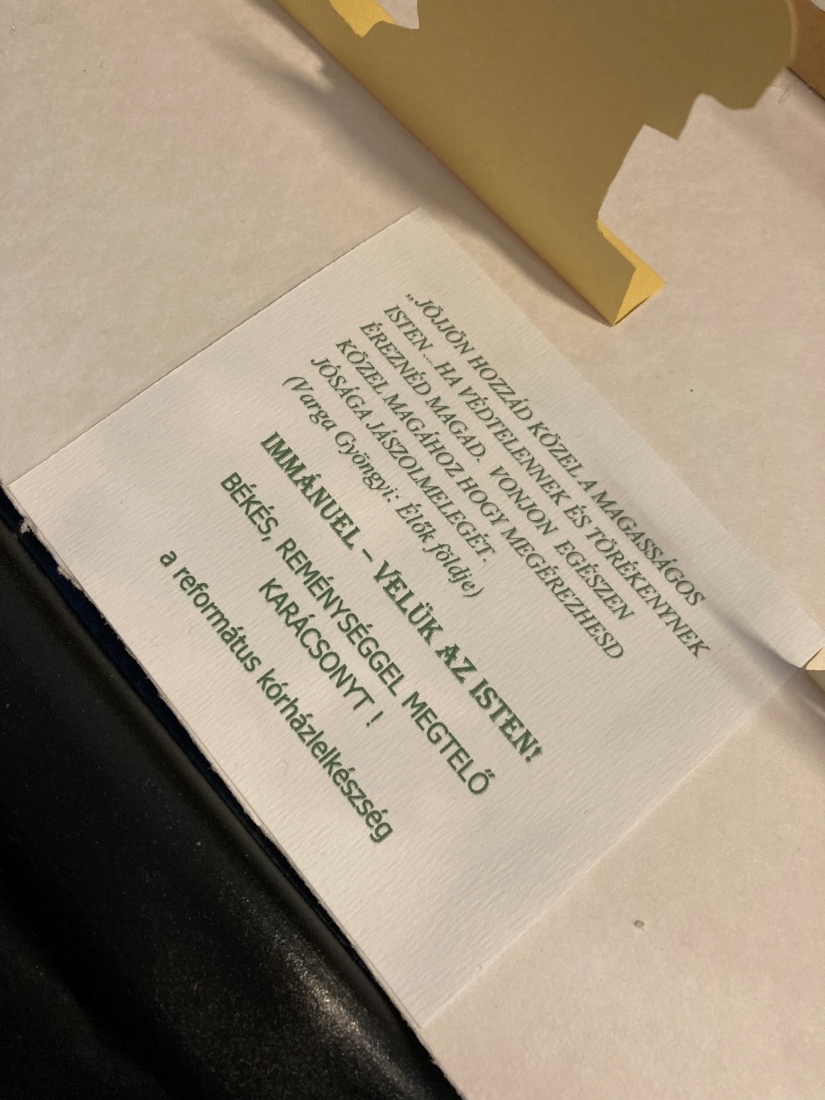 „JÖJJÖN HOZZÁD KÖZEL A MAGASSÁGOS
ISTEN...HA VÉDTELENNEK ÉS TÖRÉKENYNEK
ÉREZNÉD MAGAD. VONJON EGÉSZEN
KÖZEL MAGÁHOZ HOGY MEGÉREZHESD
JÓSÁGA JÁSZOLMELEGÉT.
(Varga Gyöngyi: Élők földje)
IMMÁNUEL – VELÜK AZ ISTEN!
BÉKÉS, REMÉNYSÉGGEL MEGTELŐ
KARÁCSONYT !
a református kórházlelkészség